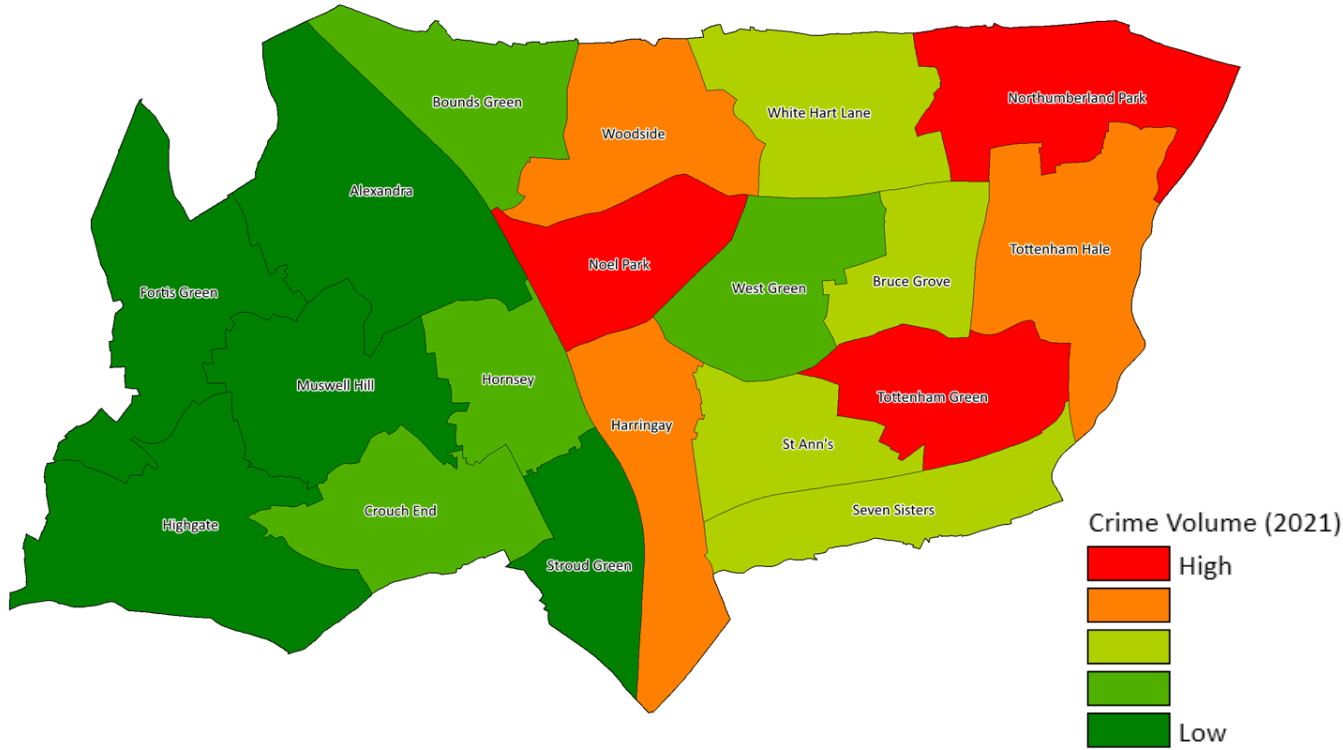 Bounds Green
Northumberland Park
White Hart Lane
Woodside
Alexandra
Tottenham Hale
Noel Park
Bruce Grove
West Green
Fortis Green
Hornsey
Muswell Hill
Tottenham Green
Harringay
St Ann's
Crouch End
Seven Sisters
Highgate
Stroud Green
Crime Volume (2021)
High
Low